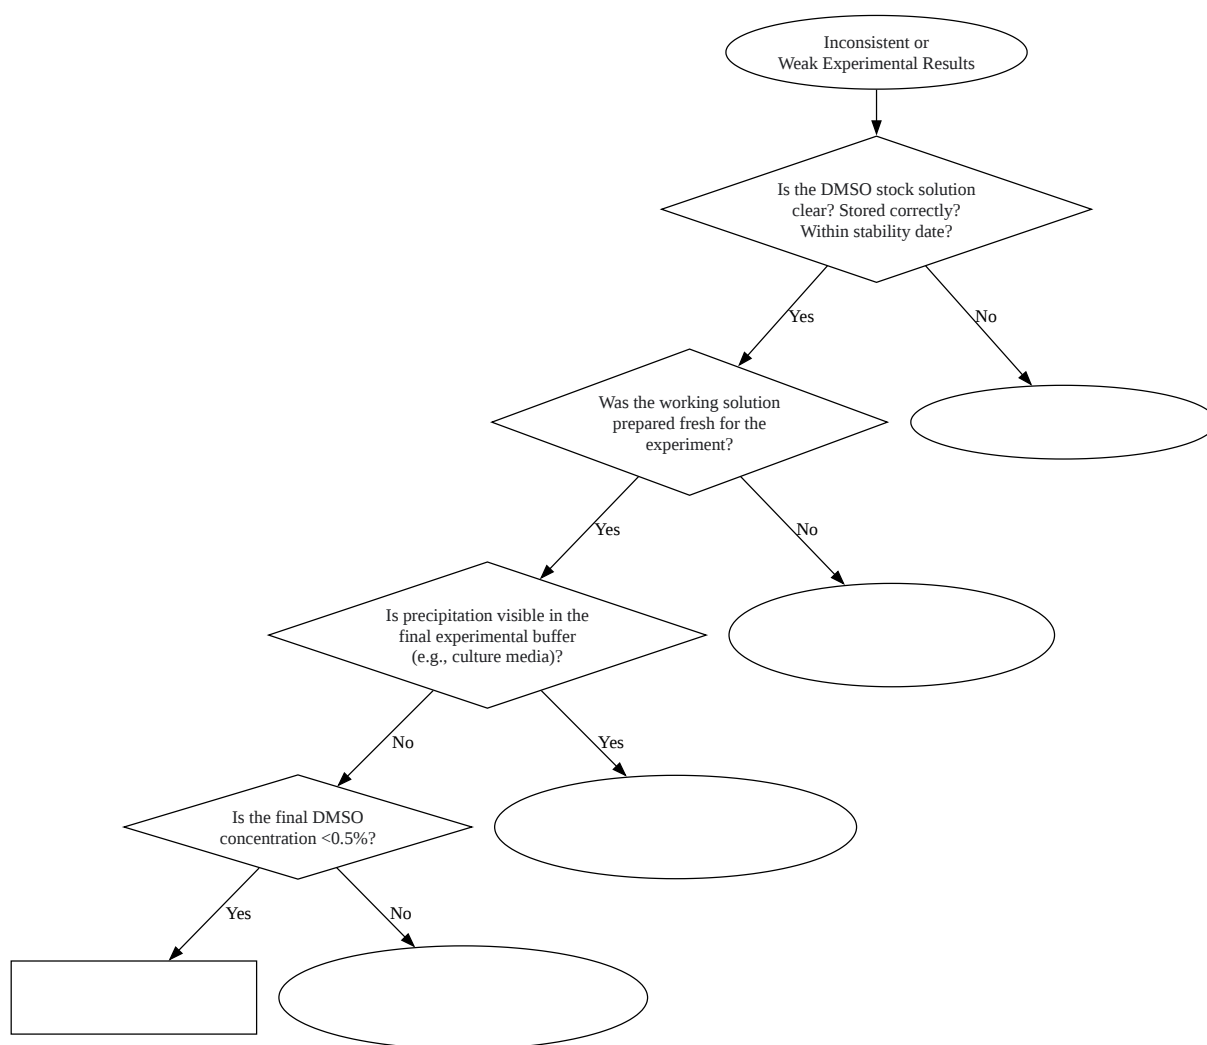 Inconsistent or
Weak Experimental Results
Is the DMSO stock solution
clear? Stored correctly?
Within stability date?
Yes
No
Was the working solution
prepared fresh for the
experiment?
Yes
No
Is precipitation visible in the
final experimental buffer
(e.g., culture media)?
No
Yes
Is the final DMSO
concentration <0.5%?
Yes
No